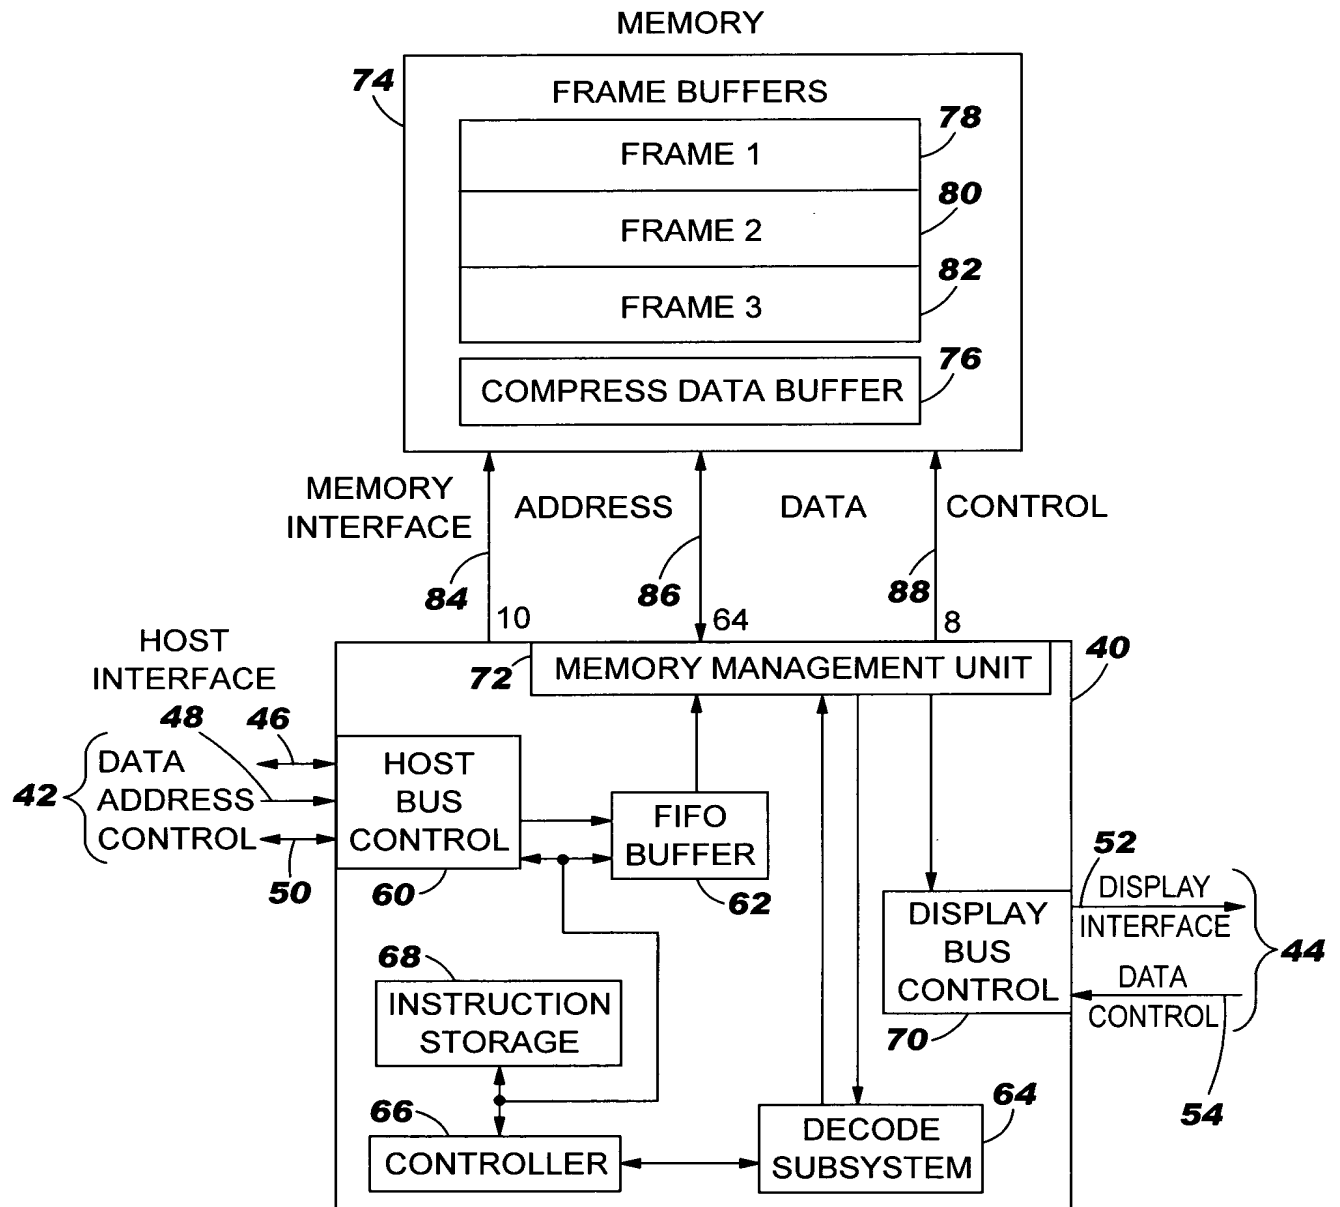 MEMORY
74
FRAME BUFFERS
78
FRAME 1
80
FRAME 2
82
FRAME 3
76
COMPRESS DATA BUFFER
MEMORY
INTERFACE
ADDRESS
DATA
CONTROL
84
86
88
10
64
8
HOST
INTERFACE
72
MEMORY MANAGEMENT UNIT
40
48
46
42
DATA
ADDRESS
CONTROL
50
HOST
BUS
CONTROL
60
FIFO
BUFFER
62
52
DISPLAY
INTERFACE
44
DISPLAY
BUS
CONTROL
70
DATA
CONTROL
54
68
INSTRUCTION
STORAGE
66
CONTROLLER
64
DECODE
SUBSYSTEM